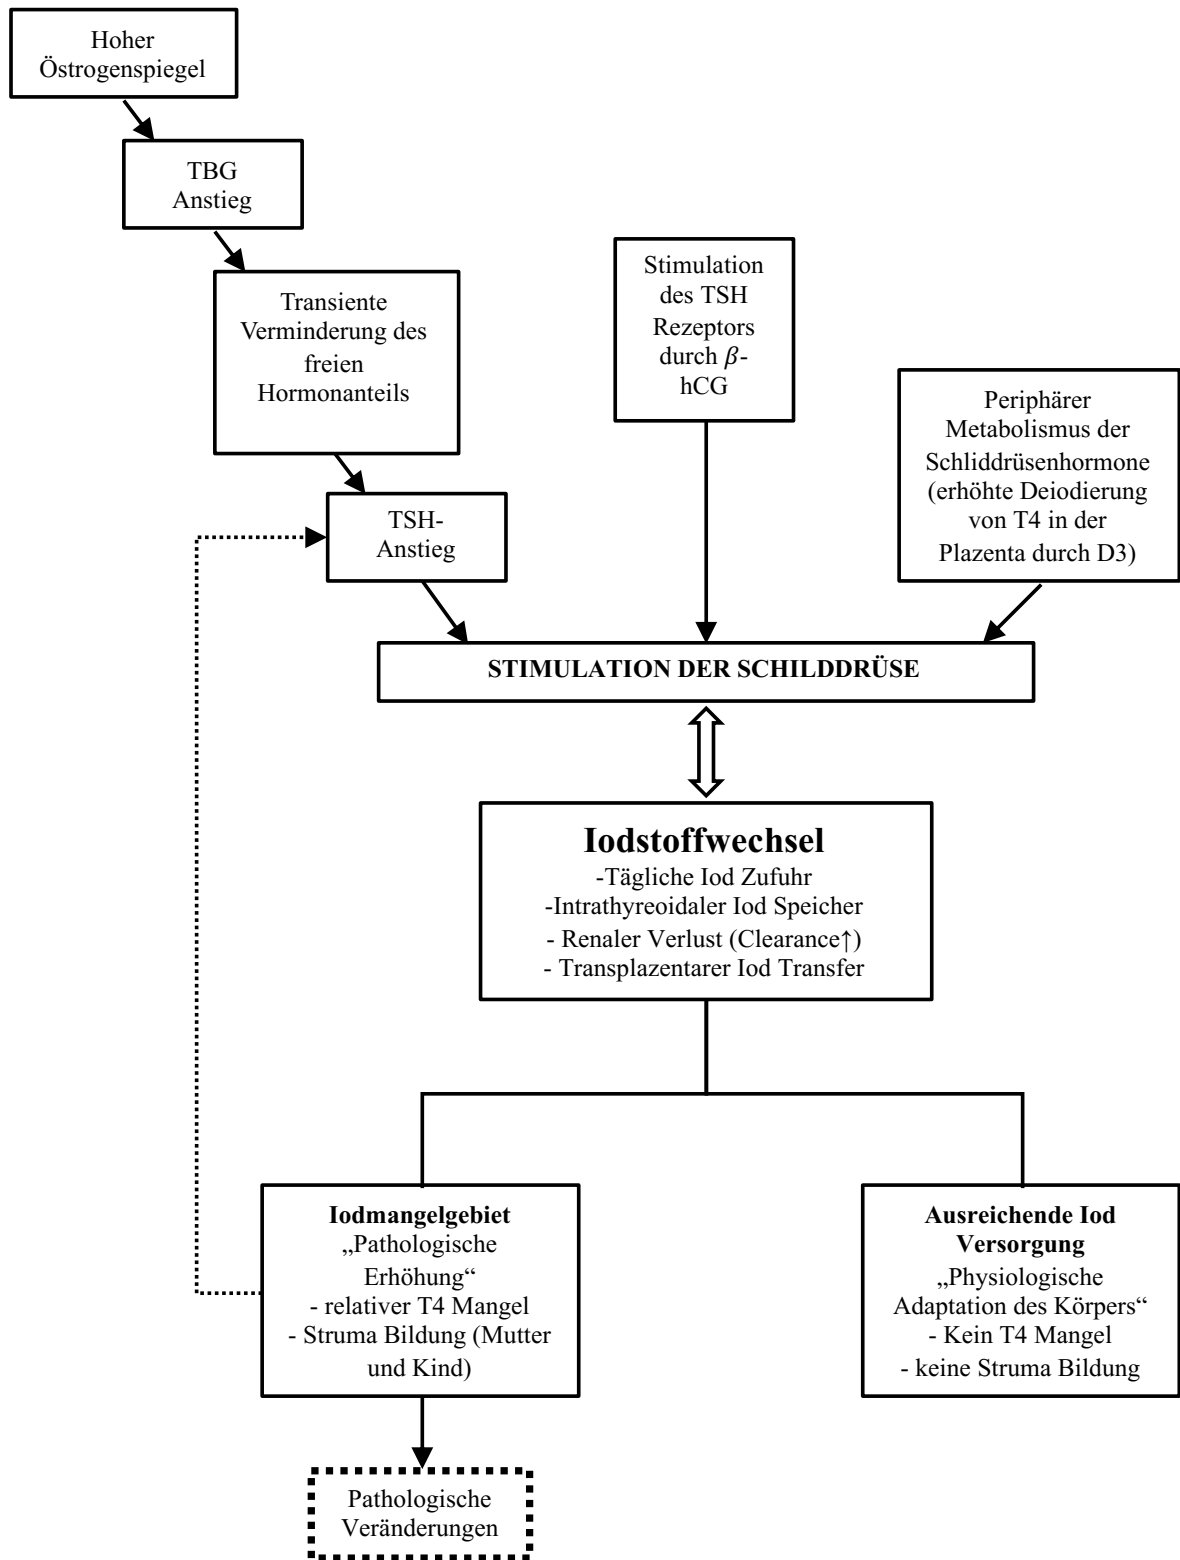 Hoher
Östrogenspiegel
TBG
Anstieg
Transiente
Verminderung des
freien
Hormonanteils
TSH-
Anstieg
Stimulation
des TSH
Rezeptors
durch β-
hCG
Periphärer
Metabolismus der
Schliddrüsenhormone
(erhöhte Deiodierung
von T4 in der
Plazenta durch D3)
STIMULATION DER SCHILDDRÜSE
Iodstoffwechsel
-Tägliche Iod Zufuhr
-Intrathyreoidaler Iod Speicher
- Renaler Verlust (Clearance↑)
- Transplazentarer Iod Transfer
Iodmangelgebiet
„Pathologische
Erhöhung“
- relativer T4 Mangel
- Struma Bildung (Mutter
und Kind)
Ausreichende Iod
Versorgung
„Physiologische
Adaptation des Körpers“
- Kein T4 Mangel
- keine Struma Bildung
Pathologische
Veränderungen